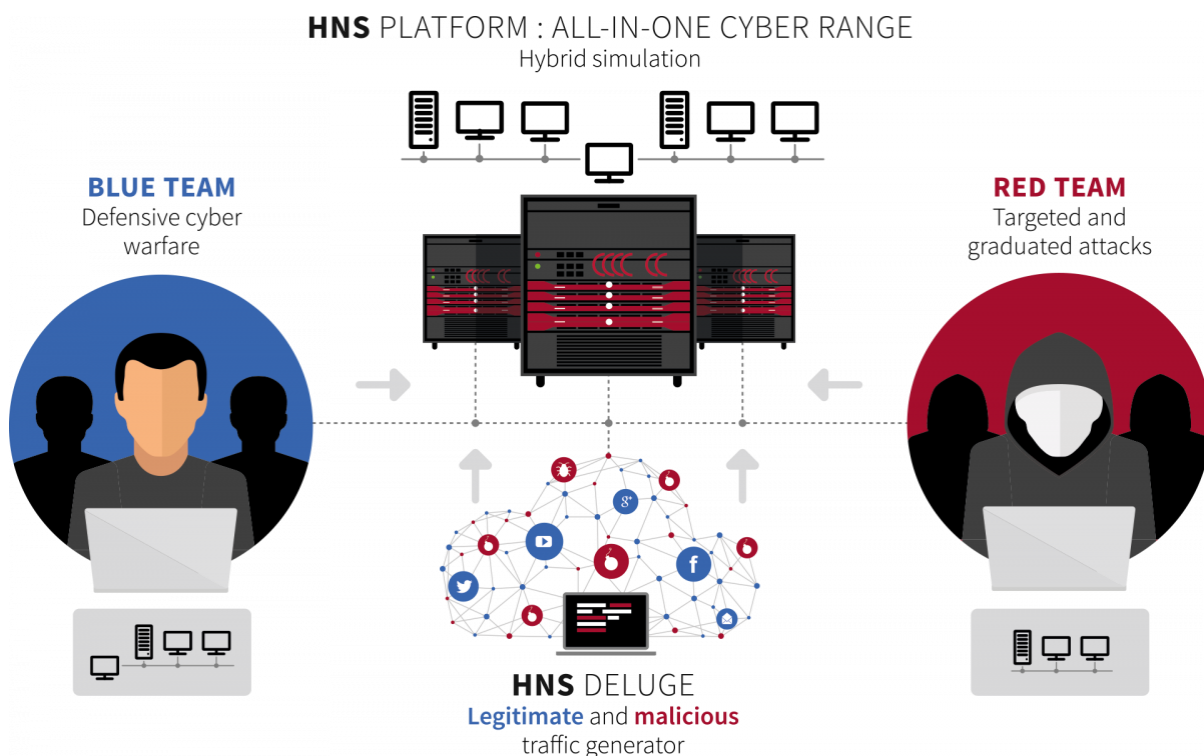 HNS PLATFORM : ALL-IN-ONE CYBER RANGE
Hybrid simulation
BLUE TEAM
Defensive cyber
warfare
RED TEAM
Targeted and
graduated attacks
g+
f
HNS DELUGE
Legitimate and malicious
traffic generator